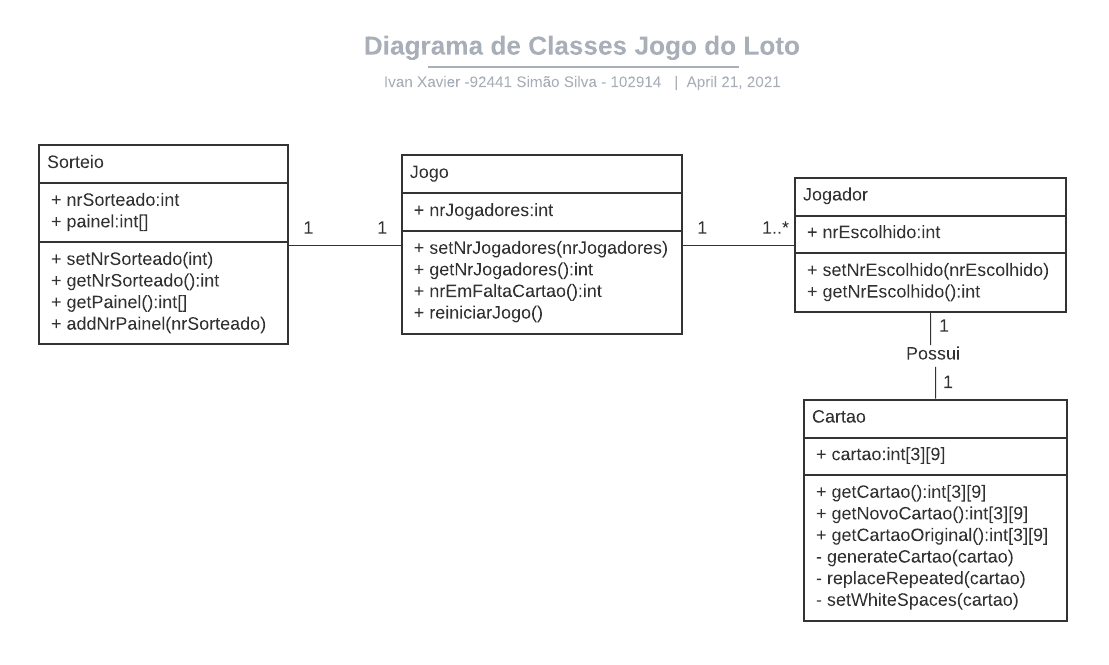 Diagrama de Classes Jogo do Loto
Ivan Xavier -92441 Simão Silva - 102914 | April 21, 2021
Sorteio
+ nrSorteado:int
+ painel:int[]
+ setNrSorteado(int)
+ getNrSorteado():int
+ getPainel():int[]
+ addNrPainel(nrSorteado)
1
1
Jogo
+ nrJogadores:int
+ setNrJogadores(nrJogadores)
+ getNrJogadores():int
+ nrEmFaltaCartao():int
+ reiniciarJogo()
1
1..*
Jogador
+ nrEscolhido:int
+ setNrEscolhido(nrEscolhido)
+ getNrEscolhido():int
1
Possui
1
Cartao
+ cartao:int[3][9]
+ getCartao():int[3][9]
+ getNovoCartao():int[3][9]
+ getCartaoOriginal():int[3][9]
- generateCartao(cartao)
- replaceRepeated(cartao)
- setWhiteSpaces(cartao)